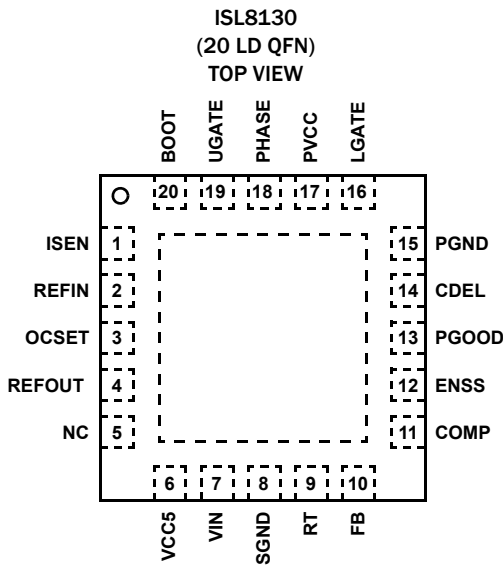 ISL8130
(20 LD QFN)
TOP VIEW
BOOT
UGATE
PHASE
PVCC
LGATE
20 19 18 17 16
ISEN 1
REFIN 2
OCSET 3
REFOUT 4
NC 5
15 PGND
14 CDEL
13 PGOOD
12 ENSS
11 COMP
6 7 8 9 10
VCC5
VIN
SGND
RT
FB